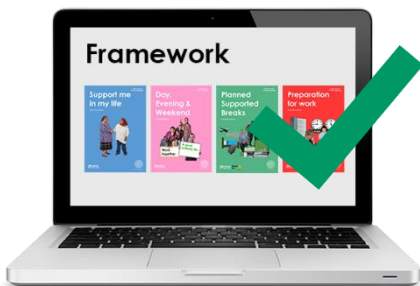 Framework
Support me
in my life
Day,
Evening &
Weekend
Planned
Supported
Breaks
Preparation
for work